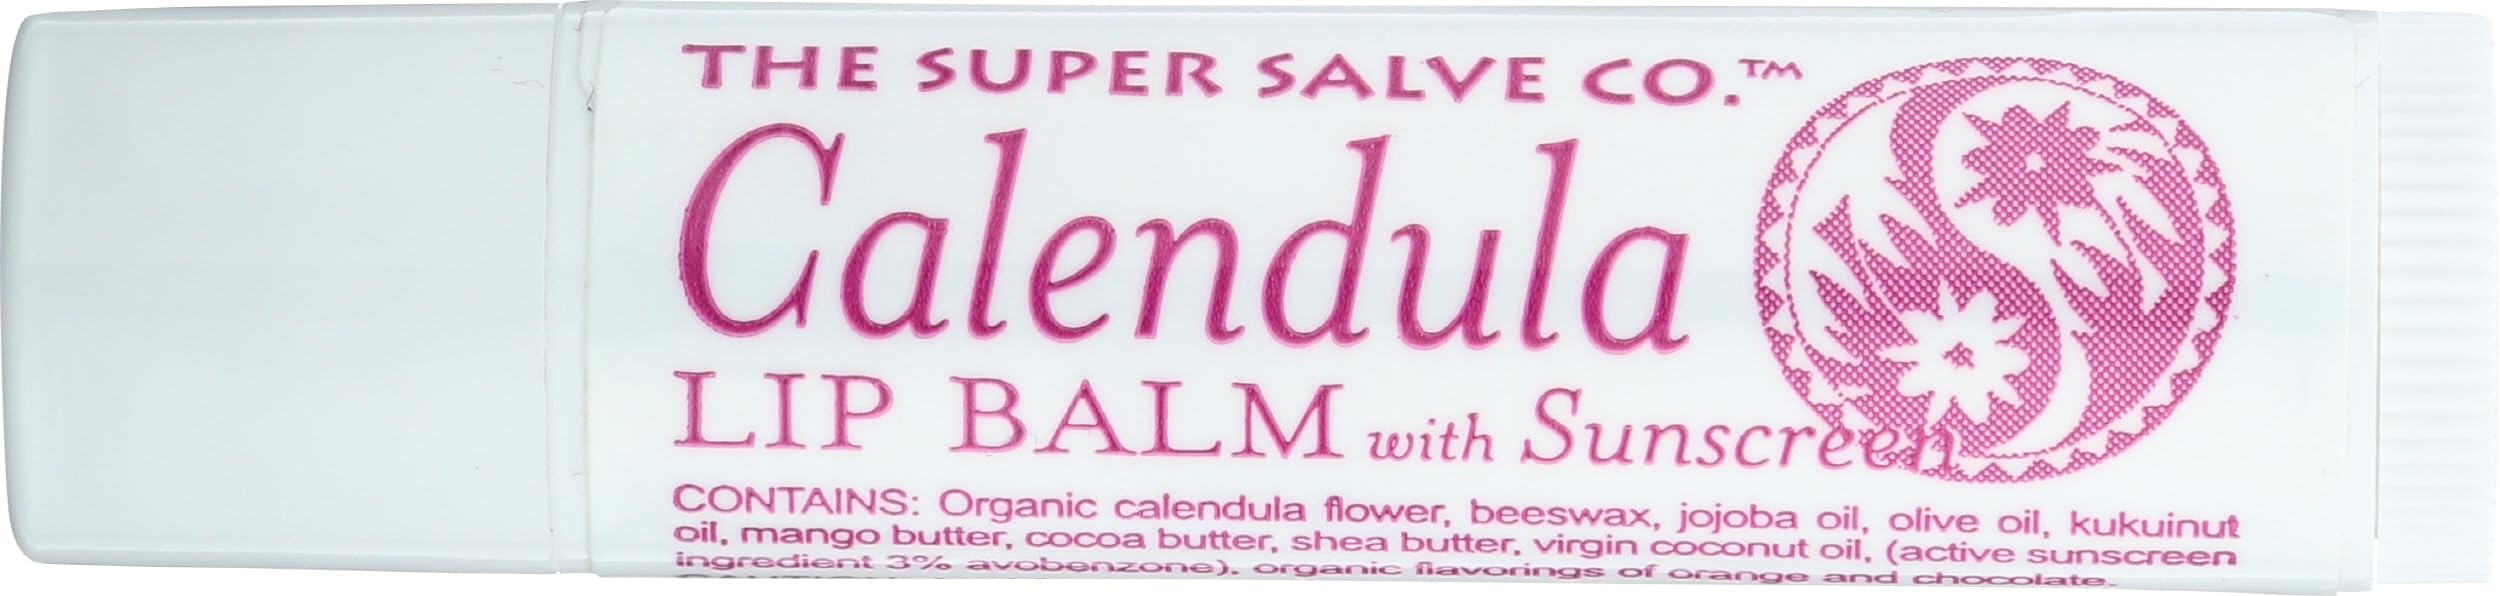 THE SUPER SALVE CO.™
Calendula
LIP BALM with Sunscreen
CONTAINS: Organic calendula flower, beeswax, jojoba oil, olive oil, kukuinut
oil, mango butter, cocoa butter, shea butter, virgin coconut oil, (active sunscreen
ingredient 3% avobenzone), organic flavorings of orange and chocolate.